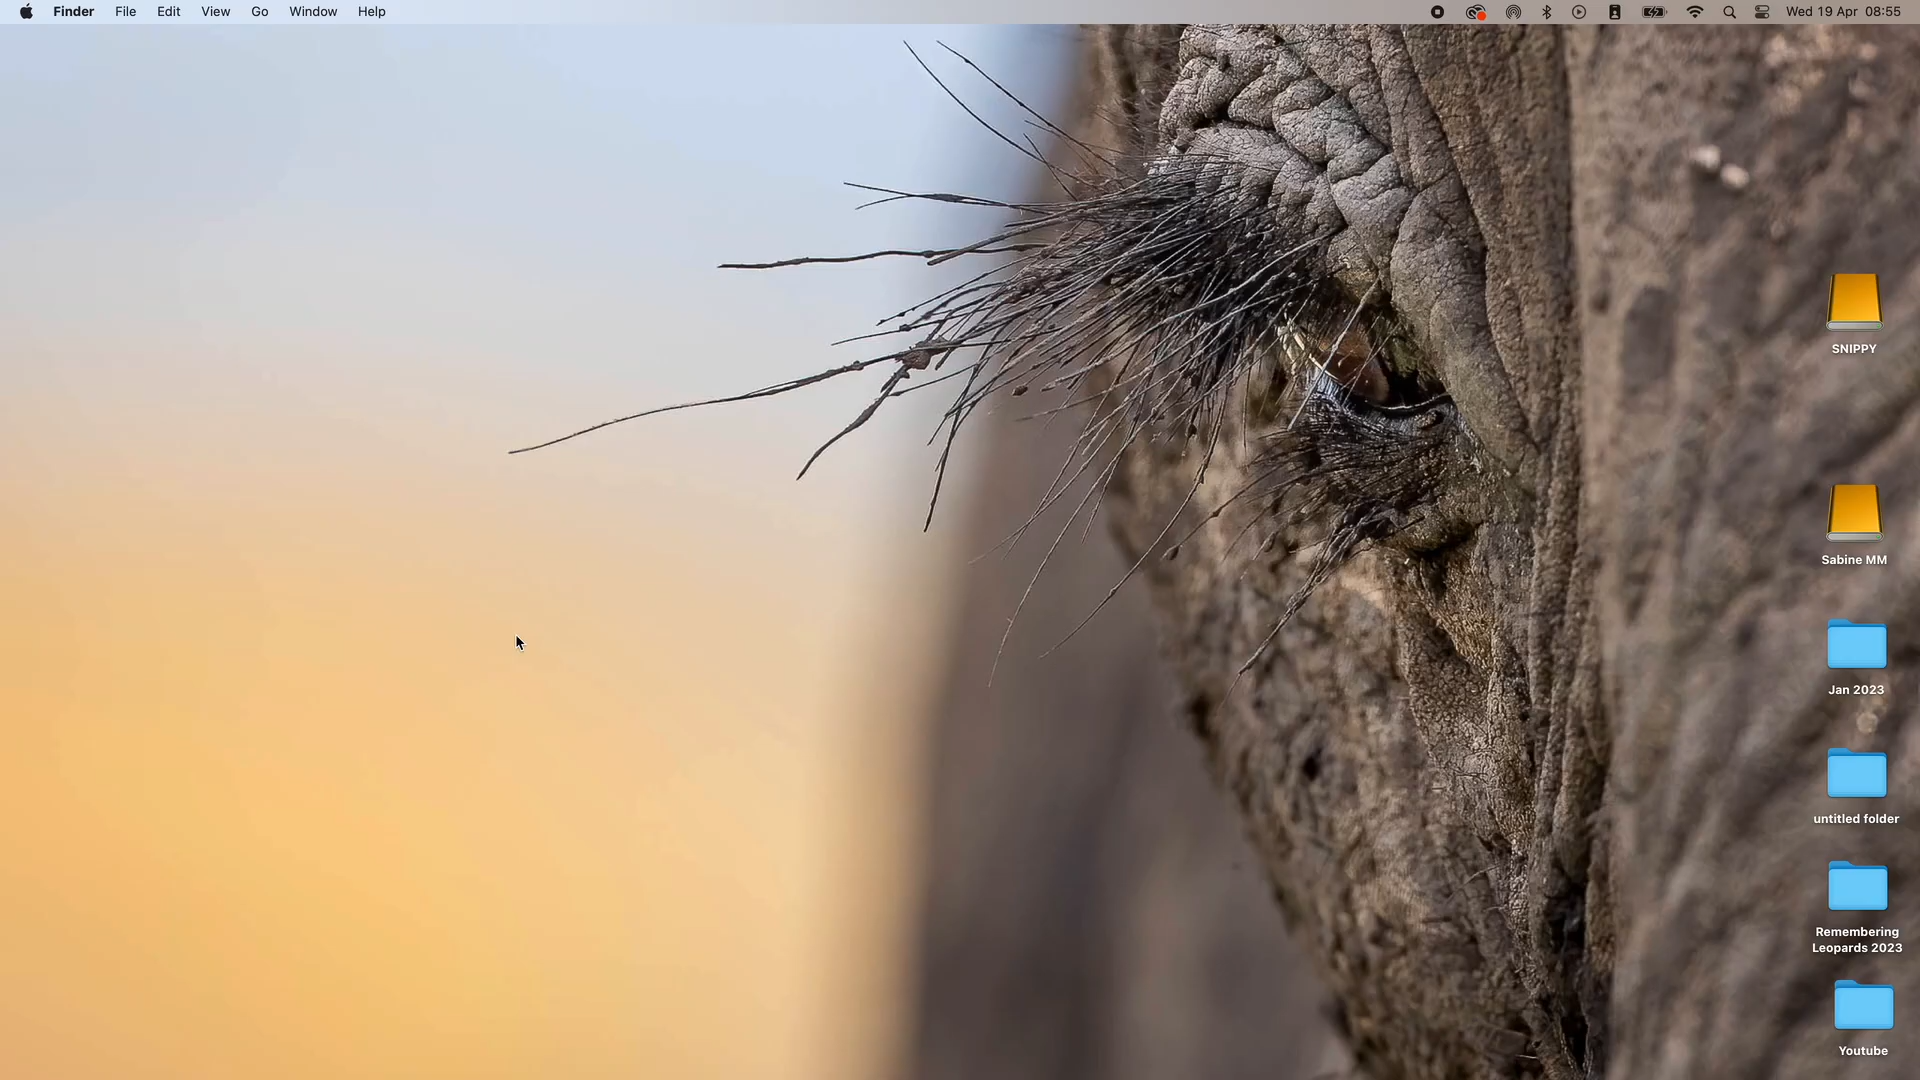 Finder File Edit View Go Window Help Wed 19 Apr 08:55
SNIPPY
Sabine MM
Jan 2023
untitled folder
Remembering
Leopards 2023
Youtube